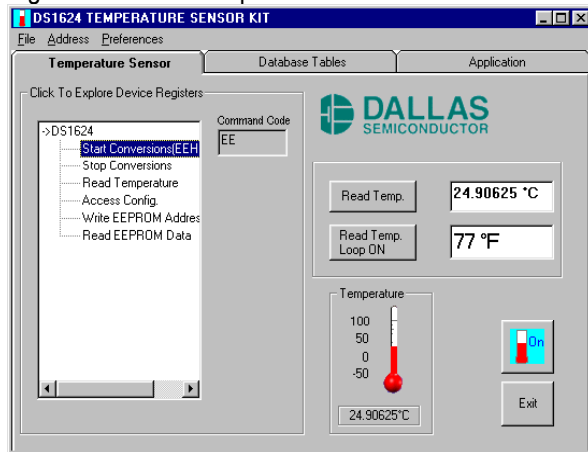 DS1624 TEMPERATURE SENSOR KIT
File Address Preferences
Temperature Sensor
Database Tables
Application
Click To Explore Device Registers
->DS1624
Start Conversions(EEH
Stop Conversions
Read Temperature
Access Config.
Write EEPROM Addres
Read EEPROM Data
Command Code
EE
DALLAS
SEMICONDUCTOR
Read Temp.
24.90625 °C
Read Temp.
Loop ON
77 °F
Temperature
100
50
0
-50
24.90625°C
On
Exit